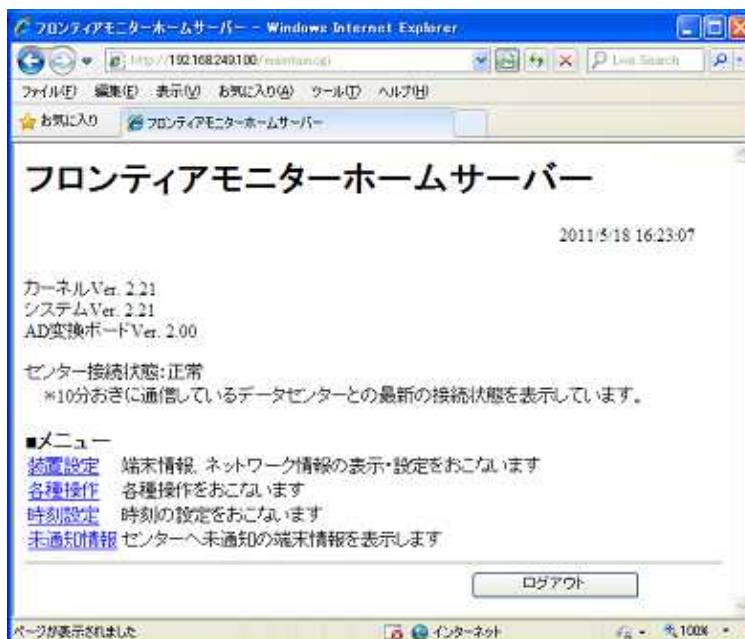 フロンティアモニターホームサーバー - Windows Internet Explorer
http://192.168.249.100/maintan.cgi
Live Search
ファイル(F) 編集(E) 表示(V) お気に入り(A) ツール(T) ヘルプ(H)
お気に入り フロンティアモニターホームサーバー
フロンティアモニターホームサーバー
2011/5/18 16:23:07
カーネルVer. 2.21
システムVer. 2.21
AD変換ボードVer. 2.00
センター接続状態:正常
※10分おきに通信しているデータセンターとの最新の接続状態を表示しています。
■メニュー
装置設定 端末情報、ネットワーク情報の表示・設定をおこないます
各種操作 各種操作をおこないます
時刻設定 時刻の設定をおこないます
未通知情報 センターへ未通知の端末情報を表示します
ログアウト
ページが表示されました インターネット 100%